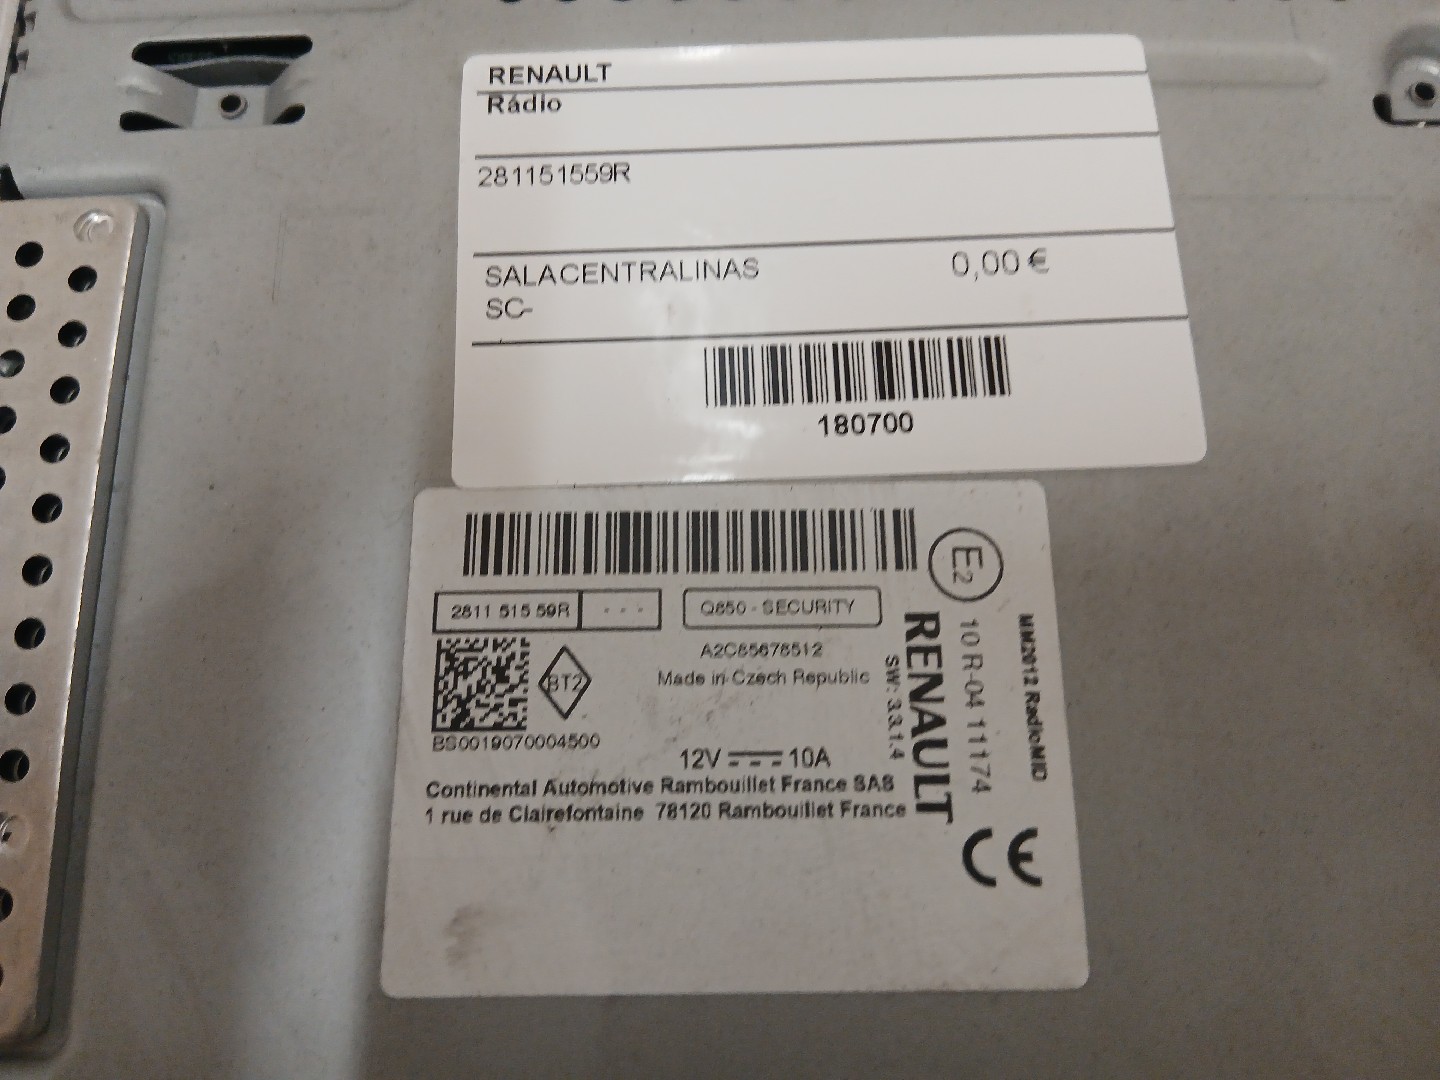 RENAULT
Rádio
281151559R
SALACENTRALINAS 0,00 €
SC-
180700
2811 515 59R - - -
Q850 - SECURITY
A2C85678512
BT2
Made in Czech Republic
BS0019070004500
12V 10A
Continental Automotive Rambouillet France SAS
1 rue de Clairefontaine 78120 Rambouillet France
E2
10 R-04 11174
RENAULT
SW: 3.3.1.4
MM2012 RadioMID
CE